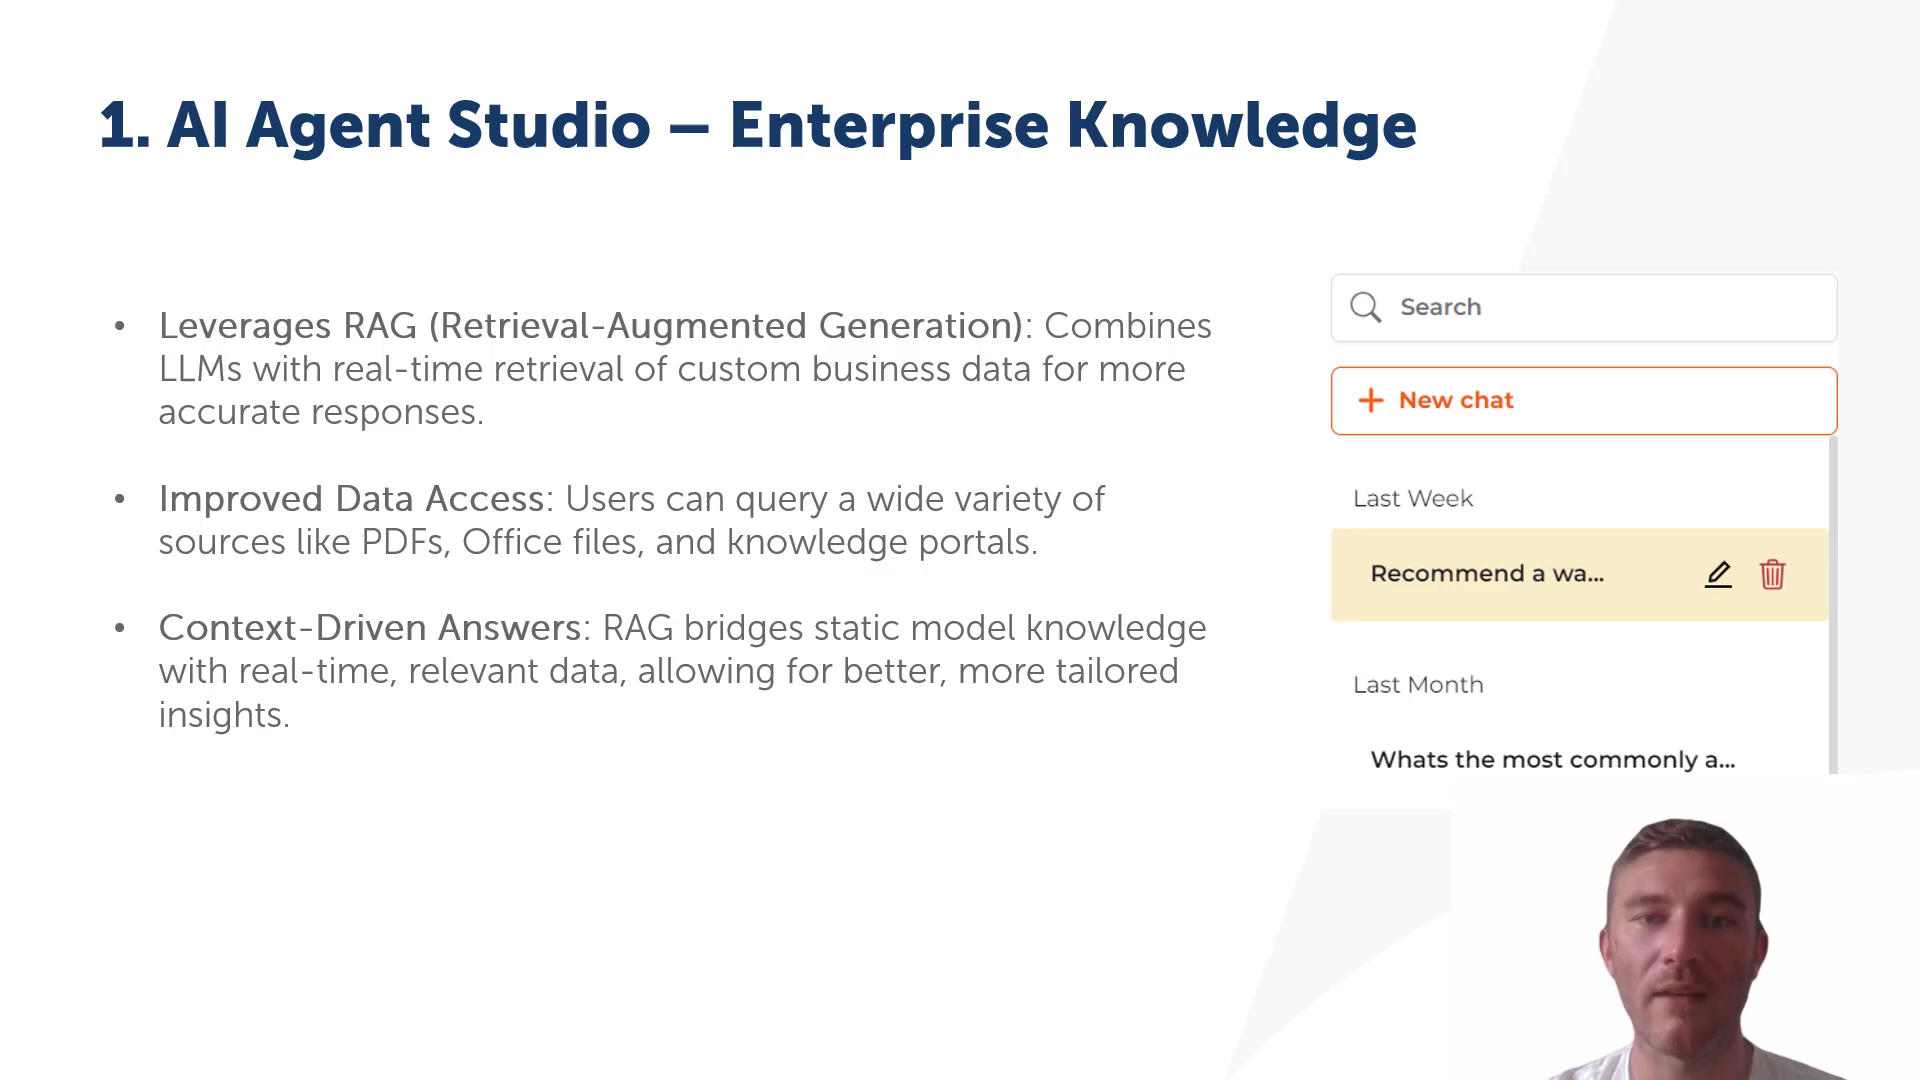 1. AI Agent Studio – Enterprise Knowledge
• Leverages RAG (Retrieval-Augmented Generation): Combines
LLMs with real-time retrieval of custom business data for more
accurate responses.
• Improved Data Access: Users can query a wide variety of
sources like PDFs, Office files, and knowledge portals.
• Context-Driven Answers: RAG bridges static model knowledge
with real-time, relevant data, allowing for better, more tailored
insights.
Search
+ New chat
Last Week
Recommend a wa...
Last Month
Whats the most commonly a...